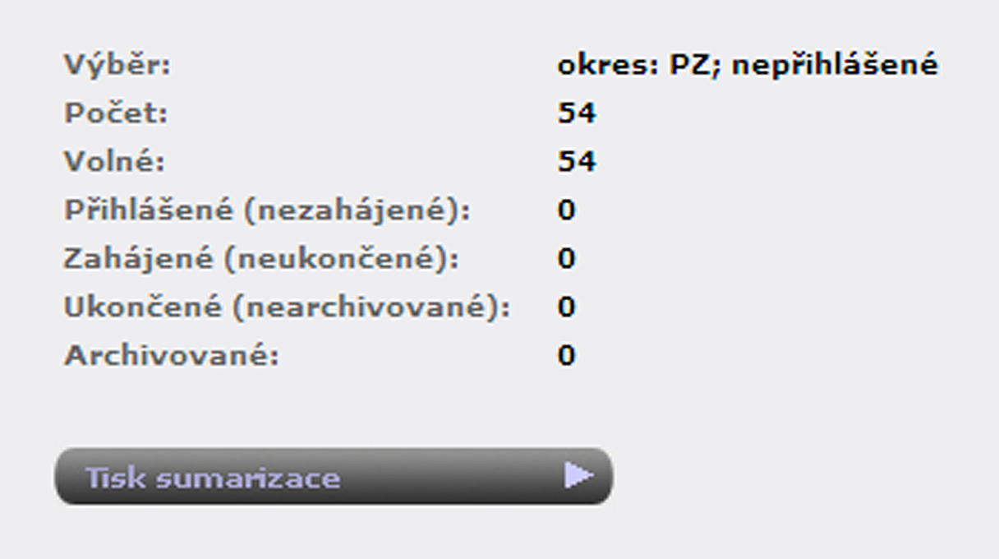 Výběr: okres: PZ; nepřihlášené
Počet: 54
Volné: 54
Přihlášené (nezahájené): 0
Zahájené (neukončené): 0
Ukončené (nearchivované): 0
Archivované: 0
Tisk sumarizace